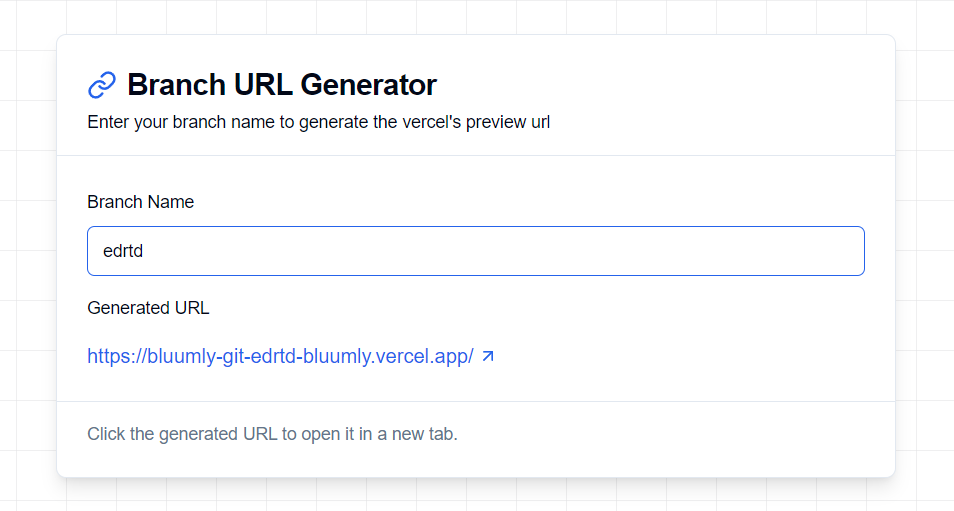 Branch URL Generator
Enter your branch name to generate the vercel's preview url
Branch Name
edrtd
Generated URL
https://bluumly-git-edrtd-bluumly.vercel.app/
Click the generated URL to open it in a new tab.